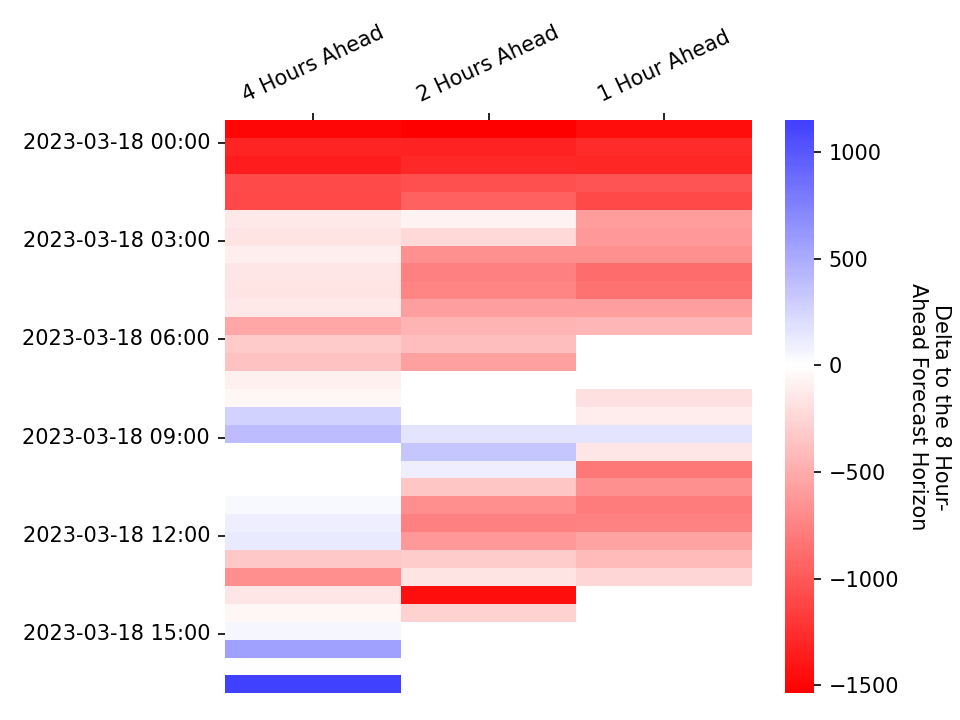 4 Hours Ahead
2 Hours Ahead
1 Hour Ahead
2023-03-18 00:00
2023-03-18 03:00
2023-03-18 06:00
2023-03-18 09:00
2023-03-18 12:00
2023-03-18 15:00
1000
500
0
−500
−1000
−1500
Delta to the 8 Hour-
Ahead Forecast Horizon